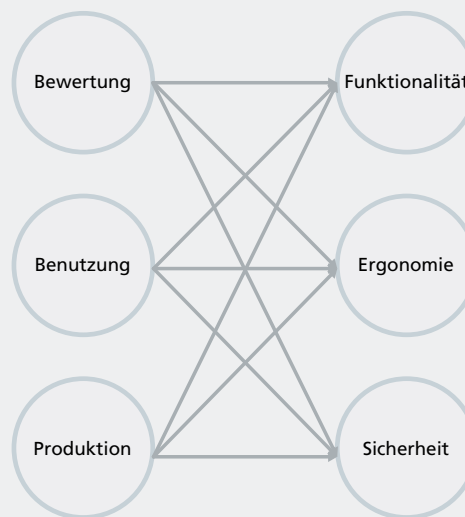 Bewertung
Funktionalität
Benutzung
Ergonomie
Produktion
Sicherheit